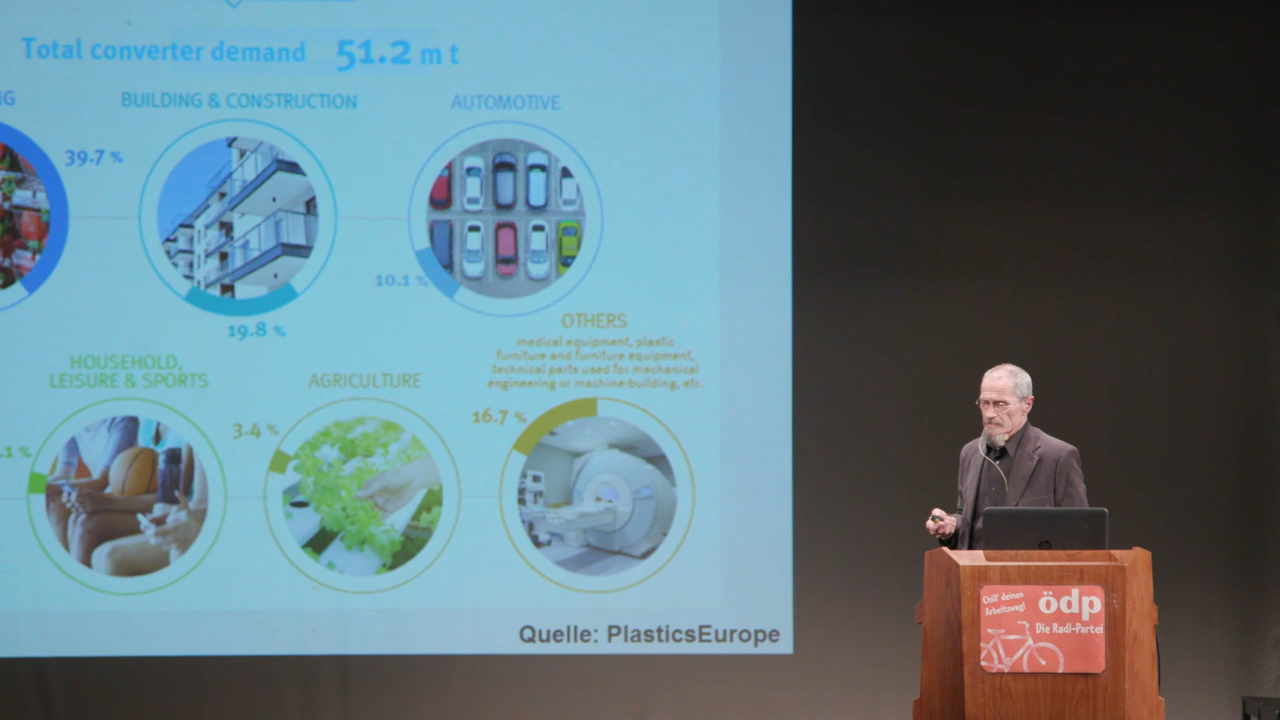 Total converter demand 51.2 m t
BUILDING & CONSTRUCTION
AUTOMOTIVE
39.7 %
10.1 %
19.8 %
OTHERS
medical equipment, plastic
furniture and furniture equipment,
technical parts used for mechanical
engineering or machine-building, etc.
HOUSEHOLD,
LEISURE & SPORTS
AGRICULTURE
.1 %
3.4 %
16.7 %
Quelle: PlasticsEurope
Chill' deinen
Arbeitsweg!
ödp
Die Radl-Partei